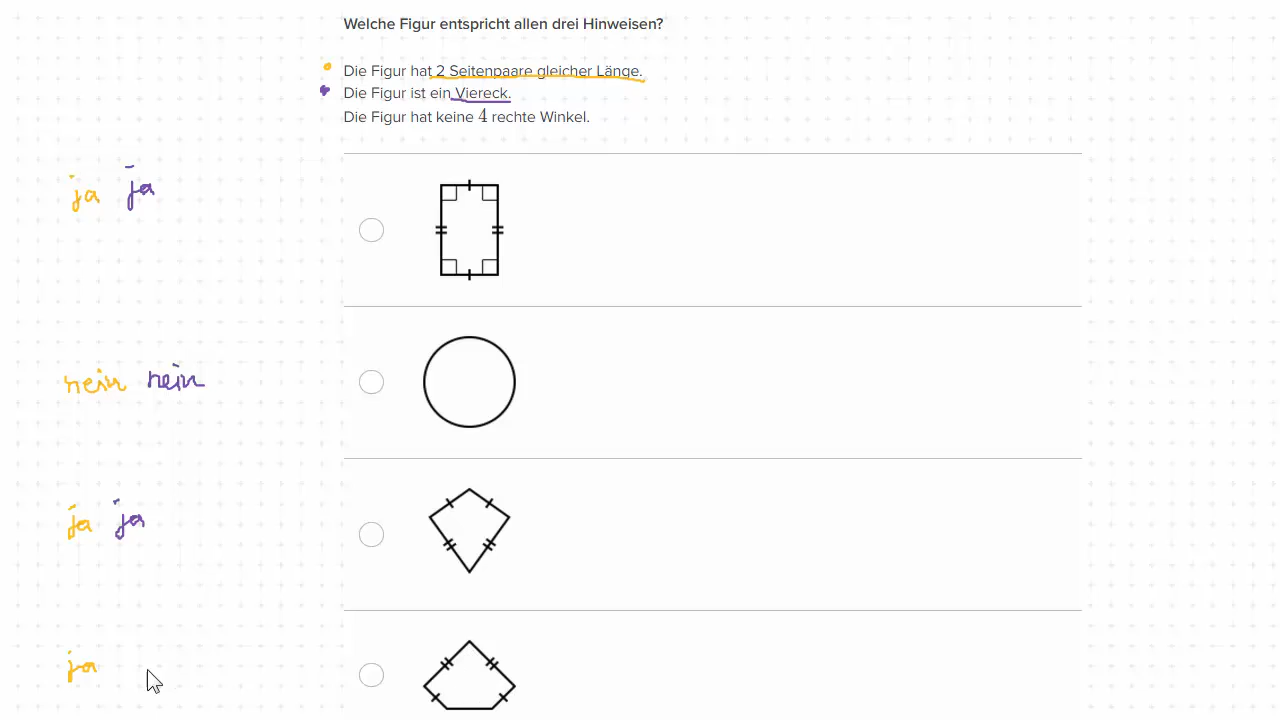 Welche Figur entspricht allen drei Hinweisen?
Die Figur hat 2 Seitenpaare gleicher Länge.
Die Figur ist ein Viereck.
Die Figur hat keine 4 rechte Winkel.
ja ja
nein nein
ja ja
ja